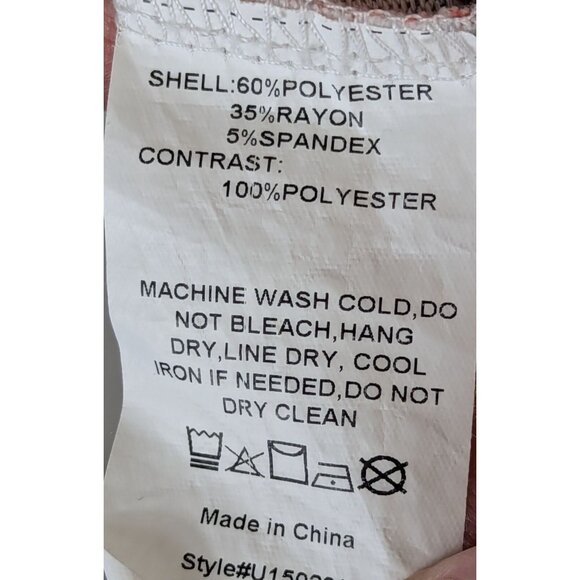 SHELL:60%POLYESTER
35%RAYON
5%SPANDEX
CONTRAST:
100%POLYESTER
MACHINE WASH COLD,DO
NOT BLEACH,HANG
DRY,LINE DRY, COOL
IRON IF NEEDED,DO NOT
DRY CLEAN
Made in China